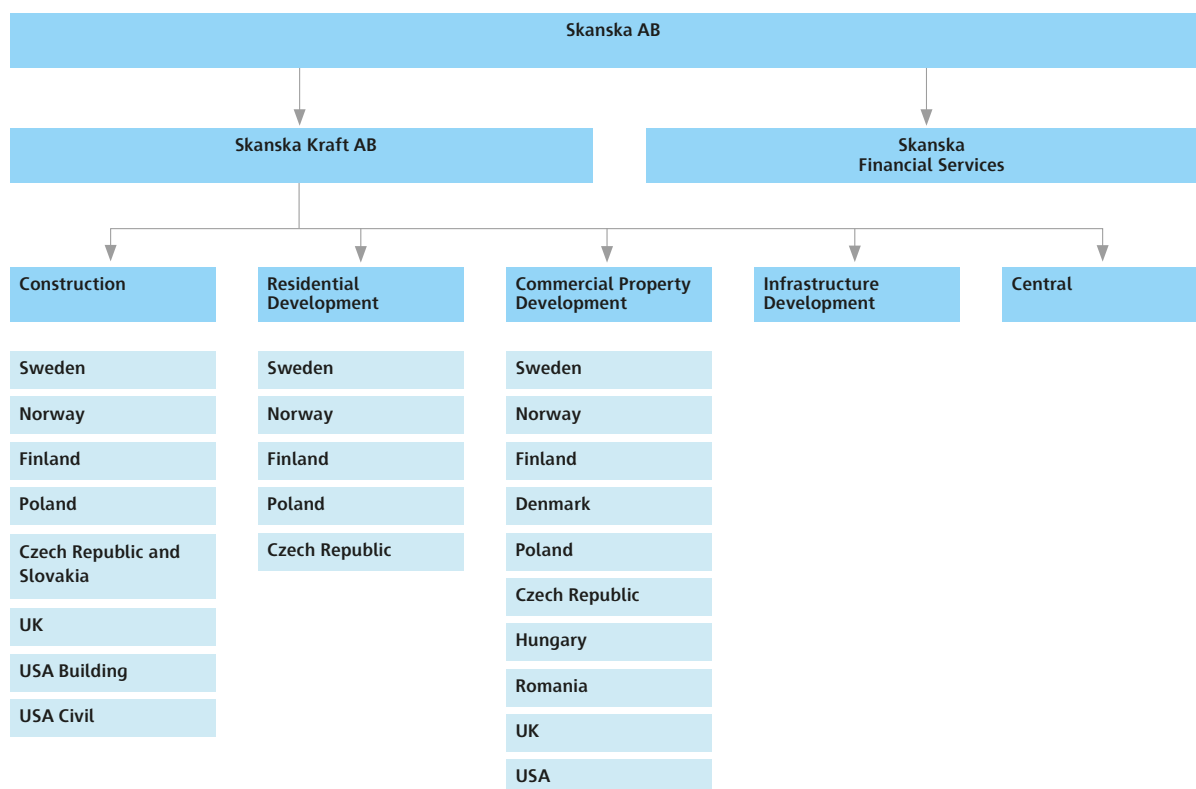 Skanska AB
Skanska Kraft AB
Skanska
Financial Services
Construction
Residential
Development
Commercial Property
Development
Infrastructure
Development
Central
Sweden
Norway
Finland
Poland
Czech Republic and
Slovakia
UK
USA Building
USA Civil
Sweden
Norway
Finland
Poland
Czech Republic
Sweden
Norway
Finland
Denmark
Poland
Czech Republic
Hungary
Romania
UK
USA